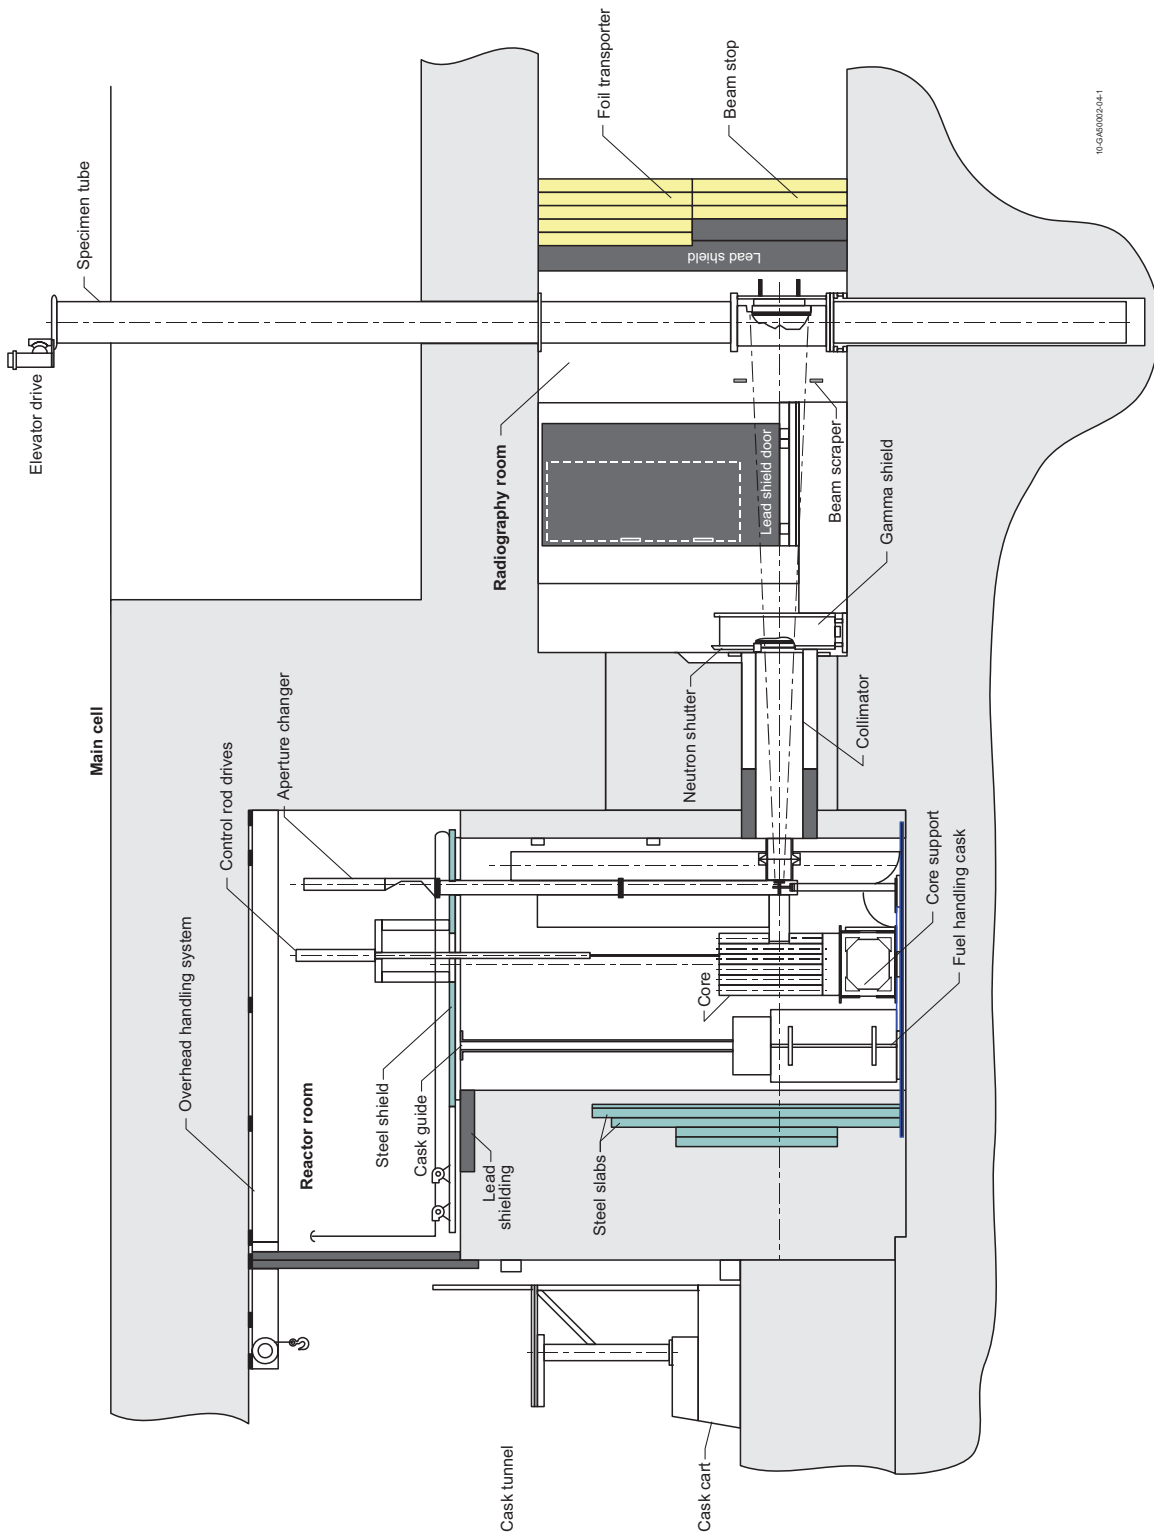 Main cell
Elevator drive
Specimen tube
Foil transporter
Beam stop
Lead shield
Radiography room
Lead shield door
Beam scraper
Gamma shield
Neutron shutter
Collimator
Aperture changer
Control rod drives
Overhead handling system
Reactor room
Steel shield
Cask guide
Lead
shielding
Steel slabs
Core
Core support
Fuel handling cask
Cask tunnel
Cask cart
10-GA50002-04-1